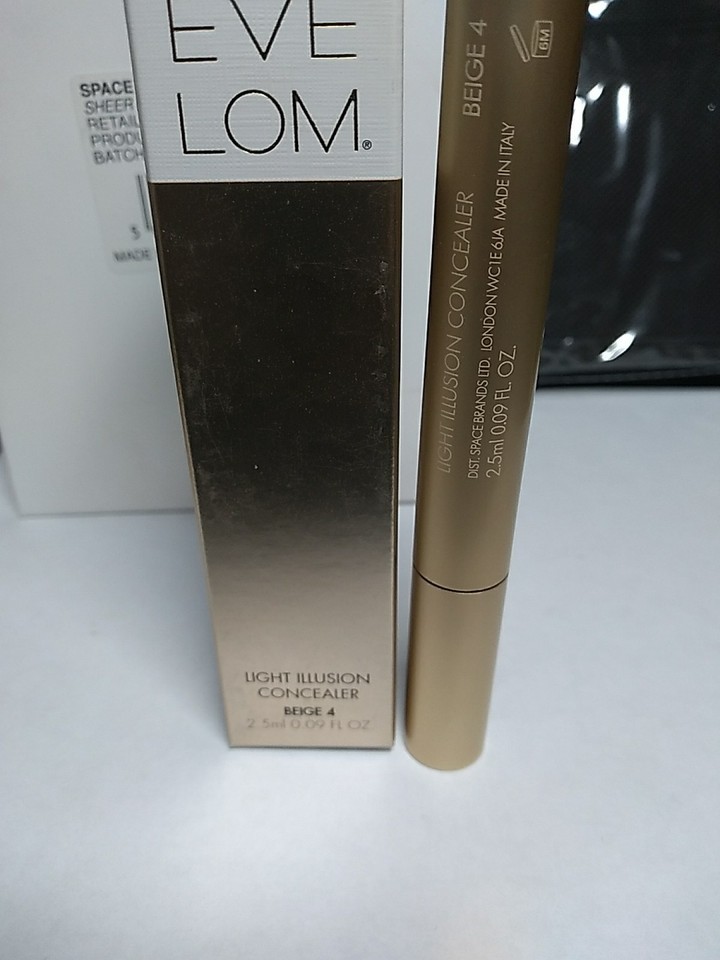 EVE
LOM®
LIGHT ILLUSION
CONCEALER
BEIGE 4
2.5ml 0.09 FL OZ
BEIGE 4
6M
LIGHT ILLUSION CONCEALER
DIST. SPACE BRANDS LTD. LONDON WC1E 6JA MADE IN ITALY
2.5ml 0.09 FL. OZ.
SPACE
SHEER
RETAIL
BATCH
5
MADE